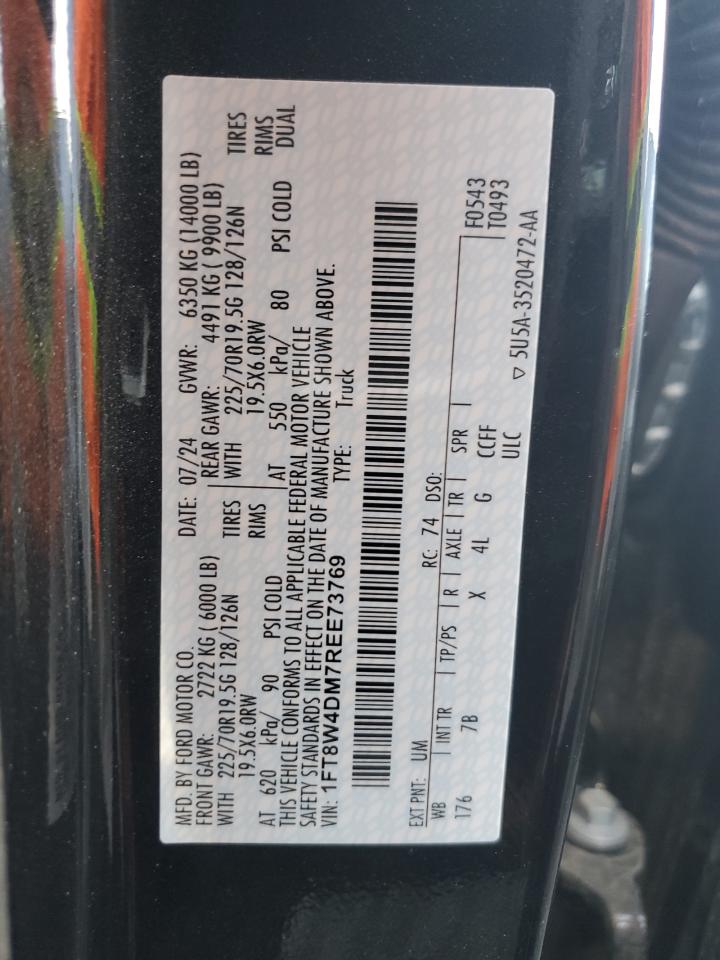 MFD. BY FORD MOTOR CO. DATE: 07/24 GVWR: 6350 KG (14000 LB)
FRONT GAWR: 2722 KG ( 6000 LB) REAR GAWR: 4491 KG ( 9900 LB)
WITH 225/70R19.5G 128/126N TIRES WITH 225/70R19.5G 128/126N TIRES
19.5X6.0RW RIMS 19.5X6.0RW RIMS
AT 620 kPa/ 90 PSI COLD AT 550 kPa/ 80 PSI COLD DUAL
THIS VEHICLE CONFORMS TO ALL APPLICABLE FEDERAL MOTOR VEHICLE
SAFETY STANDARDS IN EFFECT ON THE DATE OF MANUFACTURE SHOWN ABOVE.
VIN: 1FT8W4DM7REE73769 TYPE: Truck
EXT PNT: UM RC: 74 DSO:
WB INT TR TP/PS R AXLE TR SPR F0543
176 7B X 4L G CCFF T0493
ULC ▽ 5U5A-3520472-AA